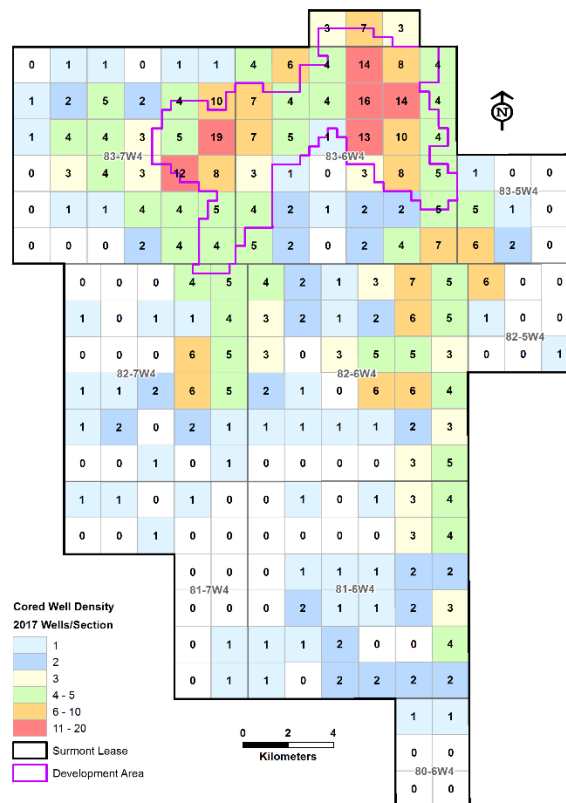 3 7 3
0 1 1 0 1 1 4 6 4 14 8 4
1 2 5 2 4 10 7 4 4 16 14 4
N
1 4 4 3 5 19 7 5 1 13 10 4
83-7W4 83-6W4
0 3 4 3 12 8 3 1 0 3 8 5 1 0 0
83-5W4
0 1 1 4 4 5 4 2 1 2 2 5 5 1 0
0 0 0 2 4 4 5 2 0 2 4 7 6 2 0
0 0 0 4 5 4 2 1 3 7 5 6 0 0
1 0 1 1 4 3 2 1 2 6 5 1 0 0
82-5W4
0 0 0 6 5 3 0 3 5 5 3 0 0 1
82-7W4 82-6W4
1 1 2 6 5 2 1 0 6 6 4
1 2 0 2 1 1 1 1 1 2 3
0 0 1 0 1 0 0 0 0 3 5
1 1 0 1 0 0 1 0 1 3 4
0 0 1 0 0 0 0 0 0 3 4
0 0 1 1 1 2 2
81-7W4 81-6W4
0 0 0 2 1 1 2 3
0 1 1 1 2 0 0 4
0 1 1 0 2 2 2 2
1 1
0 0
80-6W4
0 0
Cored Well Density
2017 Wells/Section
1
2
3
4 - 5
6 - 10
11 - 20
Surmont Lease
Development Area
0 2 4
Kilometers